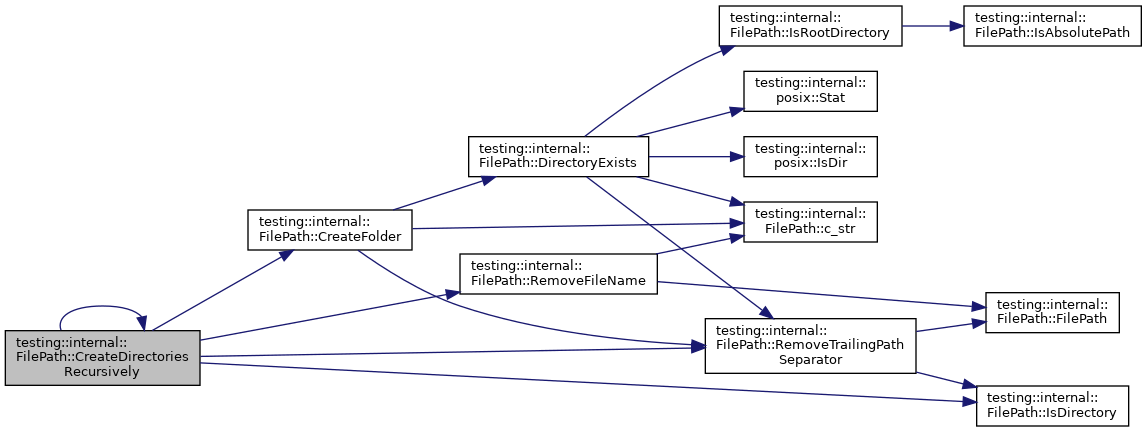 testing::internal::
FilePath::IsRootDirectory
testing::internal::
FilePath::IsAbsolutePath
testing::internal::
posix::Stat
testing::internal::
FilePath::DirectoryExists
testing::internal::
posix::IsDir
testing::internal::
FilePath::CreateFolder
testing::internal::
FilePath::c_str
testing::internal::
FilePath::RemoveFileName
testing::internal::
FilePath::FilePath
testing::internal::
FilePath::CreateDirectories
Recursively
testing::internal::
FilePath::RemoveTrailingPath
Separator
testing::internal::
FilePath::IsDirectory